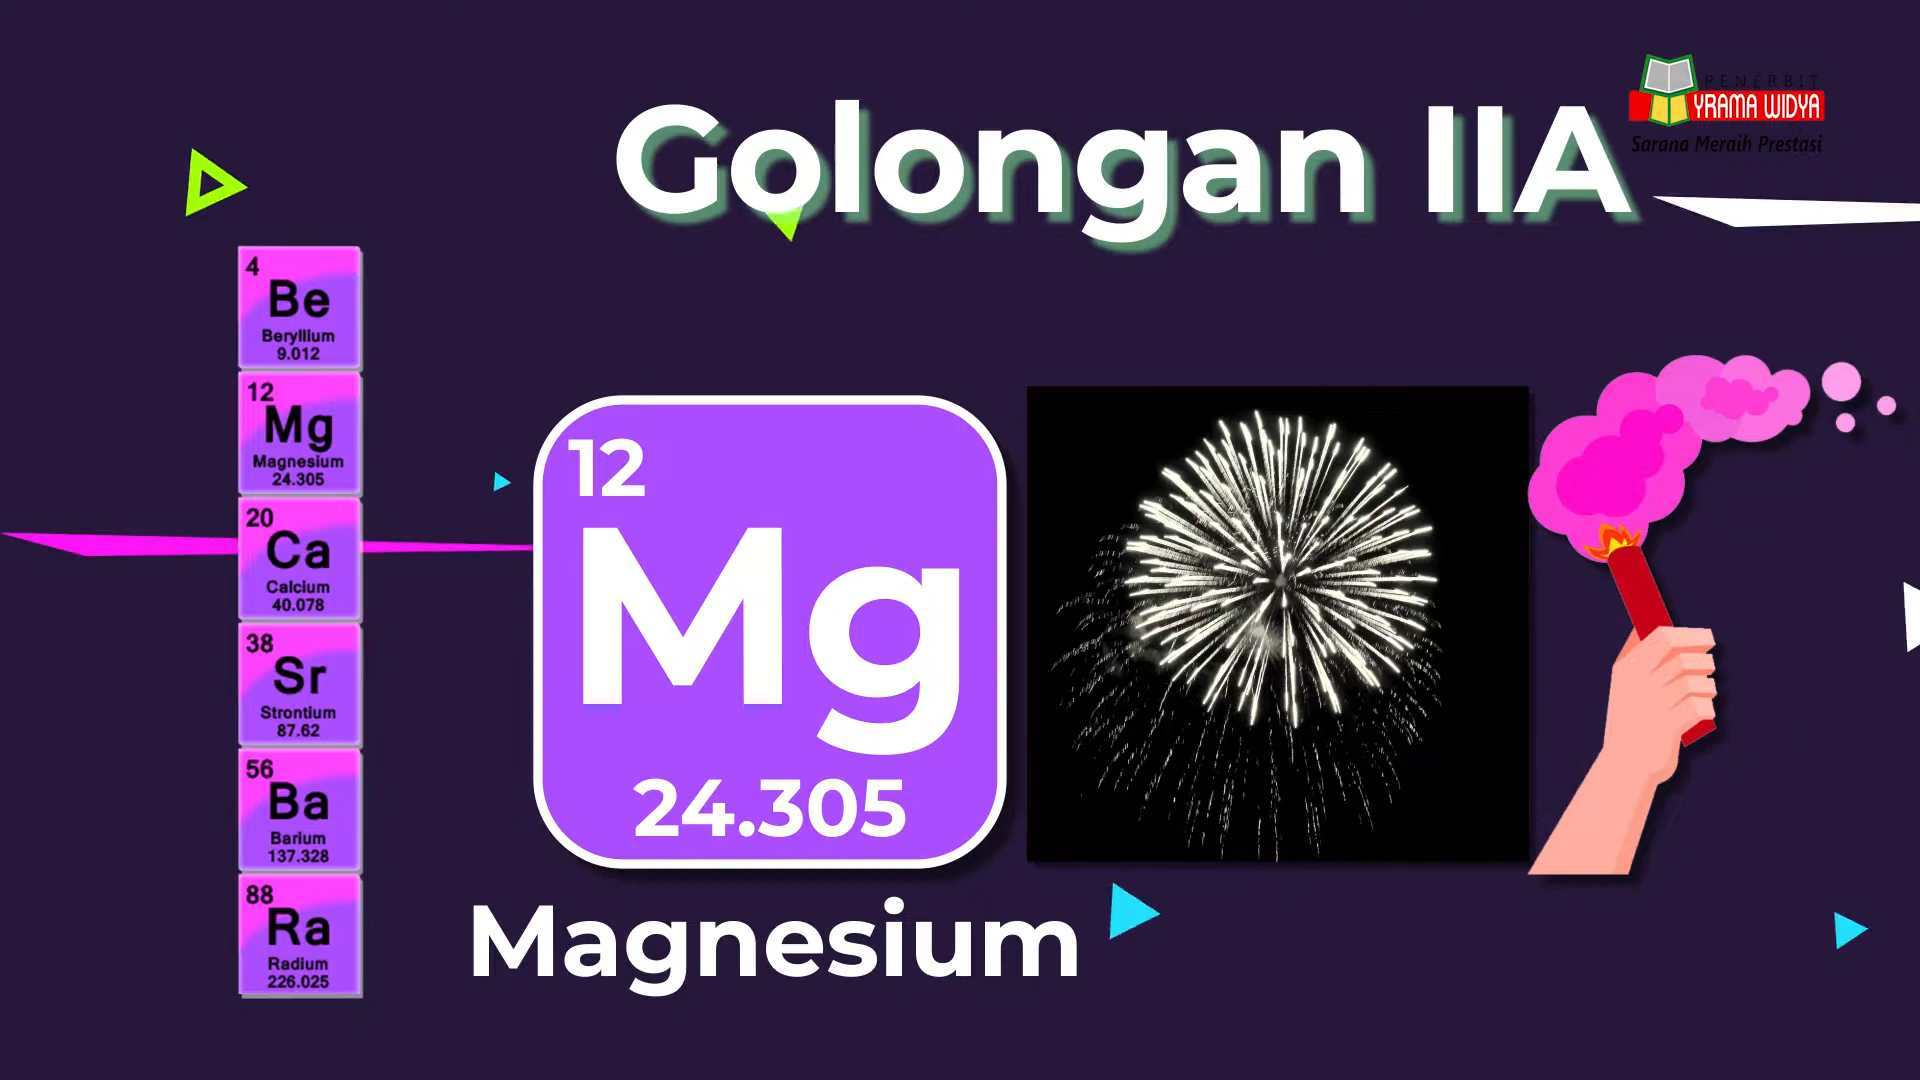 PENERBIT
YRAMA WIDYA
Sarana Meraih Prestasi
Golongan IIA
4
Be
Beryllium
9.012
12
Mg
Magnesium
24.305
20
Ca
Calcium
40.078
38
Sr
Strontium
87.62
56
Ba
Barium
137.328
88
Ra
Radium
226.025
12
Mg
24.305
Magnesium